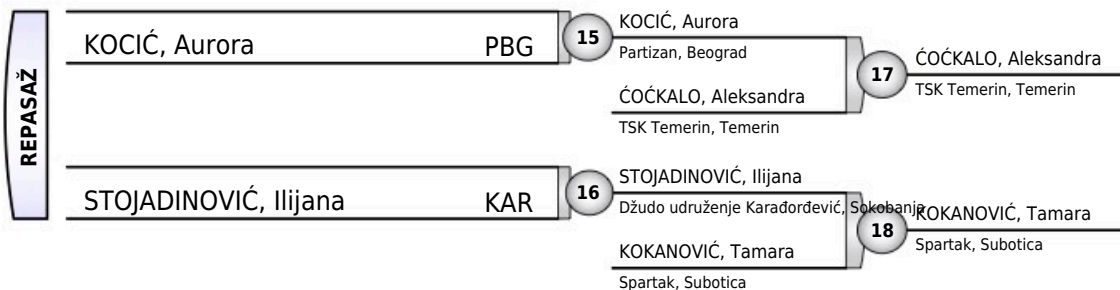 REPASAŽ
KOCIĆ, Aurora PBG
15
KOCIĆ, Aurora
Partizan, Beograd
ĆOĆKALO, Aleksandra
TSK Temerin, Temerin
17
ĆOĆKALO, Aleksandra
TSK Temerin, Temerin
STOJADINOVIĆ, Ilijana KAR
16
STOJADINOVIĆ, Ilijana
Džudo udruženje Karađorđević, Sokobanja
KOKANOVIĆ, Tamara
Spartak, Subotica
18
KOKANOVIĆ, Tamara
Spartak, Subotica